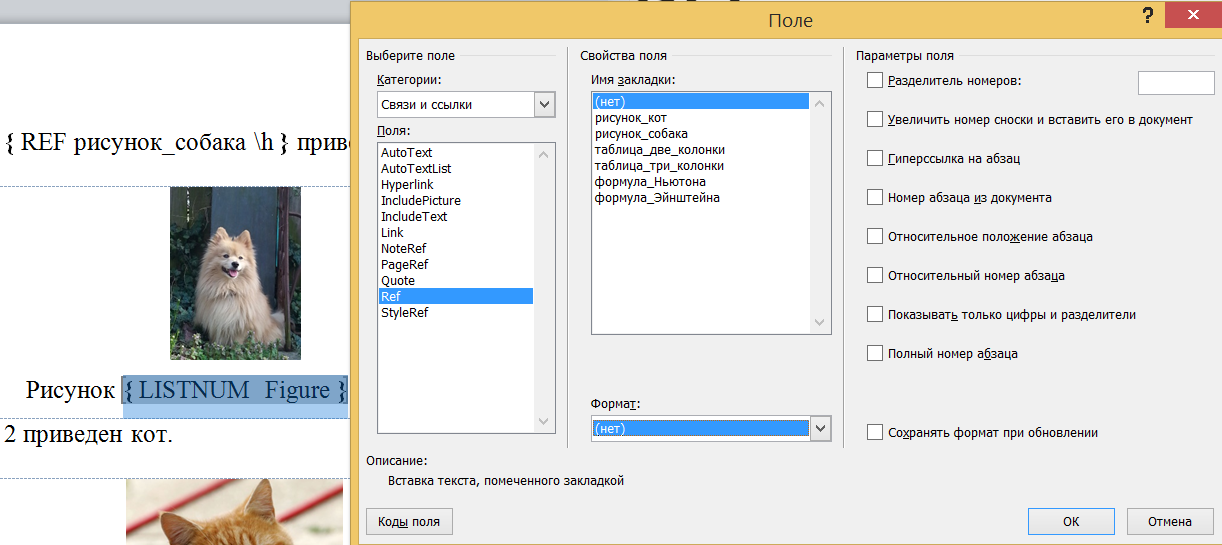 Поле
? x
{ REF рисунок_собака \h } приве
Рисунок { LISTNUM Figure }
2 приведен кот.
Выберите поле
Категории:
Связи и ссылки
Поля:
AutoText
AutoTextList
Hyperlink
IncludePicture
IncludeText
Link
NoteRef
PageRef
Quote
Ref
StyleRef
Свойства поля
Имя закладки:
(нет)
рисунок_кот
рисунок_собака
таблица_две_колонки
таблица_три_колонки
формула_Ньютона
формула_Эйнштейна
Формат:
(нет)
Параметры поля
Разделитель номеров:
Увеличить номер сноски и вставить его в документ
Гиперссылка на абзац
Номер абзаца из документа
Относительное положение абзаца
Относительный номер абзаца
Показывать только цифры и разделители
Полный номер абзаца
Сохранять формат при обновлении
Описание:
Вставка текста, помеченного закладкой
Коды поля
ОК
Отмена